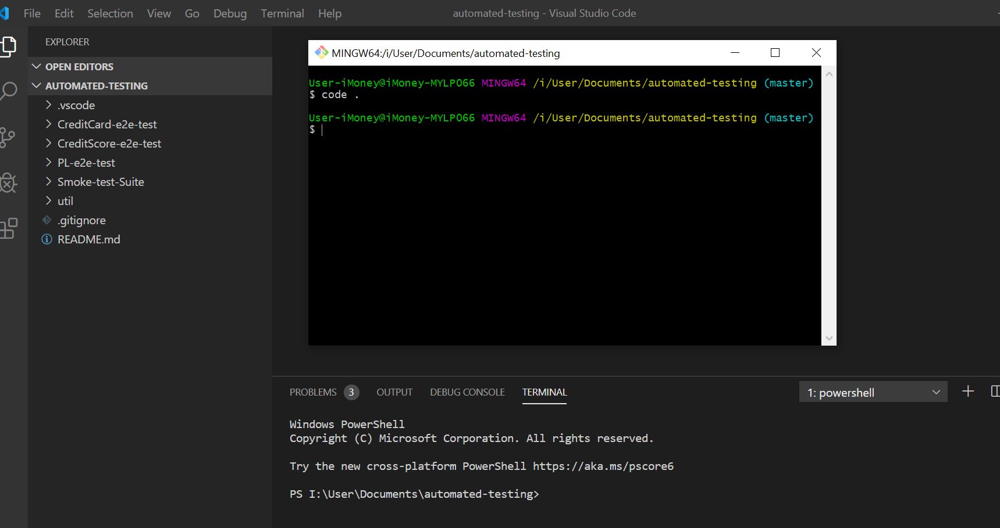 File Edit Selection View Go Debug Terminal Help
automated-testing - Visual Studio Code
EXPLORER
OPEN EDITORS
AUTOMATED-TESTING
.vscode
CreditCard-e2e-test
CreditScore-e2e-test
PL-e2e-test
Smoke-test-Suite
util
.gitignore
README.md
MINGW64:/i/User/Documents/automated-testing
User-iMoney@iMoney-MYLP066 MINGW64 /i/User/Documents/automated-testing (master)
$ code .
User-iMoney@iMoney-MYLP066 MINGW64 /i/User/Documents/automated-testing (master)
$
PROBLEMS 3 OUTPUT DEBUG CONSOLE TERMINAL
1: powershell
Windows PowerShell
Copyright (C) Microsoft Corporation. All rights reserved.
Try the new cross-platform PowerShell https://aka.ms/pscore6
PS I:\User\Documents\automated-testing>